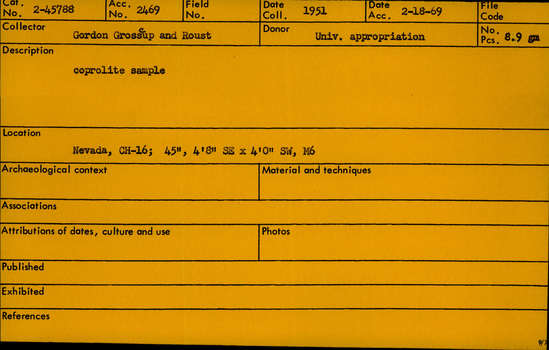 Cat. No. 2-45788 Acc. No. 2469 Field No. Date Coll. 1951 Date Acc. 2-18-69 File Code
Collector Gordon Grosscup and Roust Donor Univ. appropriation No. Pcs. 8.9 gm
Description
coprolite sample
Location
Nevada, CH-16; 45", 4'8" SE x 4'0" SW, M6
Archaeological context Material and techniques
Associations
Attributions of dates, culture and use Photos
Published
Exhibited
References